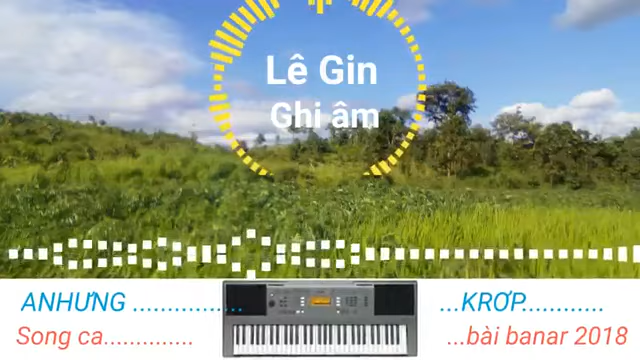 Lê Gin
Ghi âm
ANHƯNG ................ ...KRƠP............
Song ca.............. ...bài banar 2018